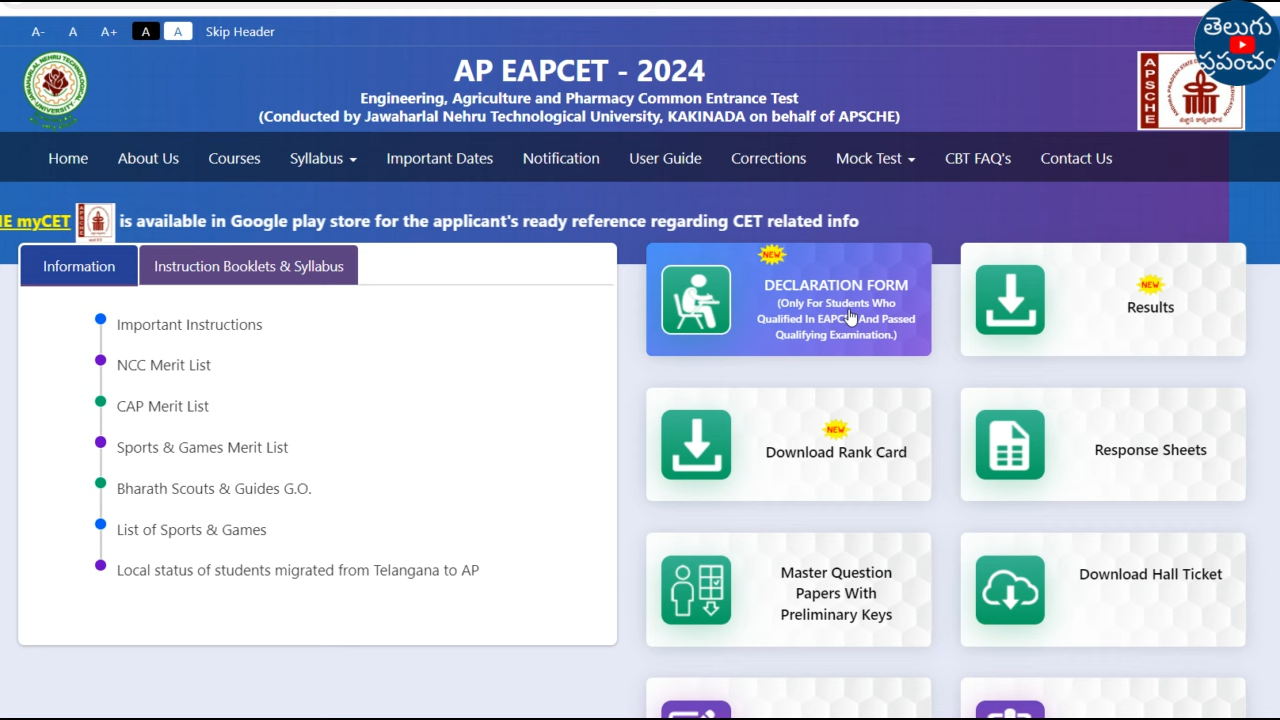 A- A A+ A A Skip Header
తెలుగు
ప్రపంచం
AP EAPCET - 2024
Engineering, Agriculture and Pharmacy Common Entrance Test
(Conducted by Jawaharlal Nehru Technological University, KAKINADA on behalf of APSCHE)
APSCHE
Home About Us Courses Syllabus Important Dates Notification User Guide Corrections Mock Test CBT FAQ's Contact Us
myCET is available in Google play store for the applicant's ready reference regarding CET related info
Information Instruction Booklets & Syllabus
Important Instructions
NCC Merit List
CAP Merit List
Sports & Games Merit List
Bharath Scouts & Guides G.O.
List of Sports & Games
Local status of students migrated from Telangana to AP
NEW
DECLARATION FORM
(Only For Students Who
Qualified In EAPCET And Passed
Qualifying Examination.)
NEW
Results
NEW
Download Rank Card
Response Sheets
Master Question
Papers With
Preliminary Keys
Download Hall Ticket